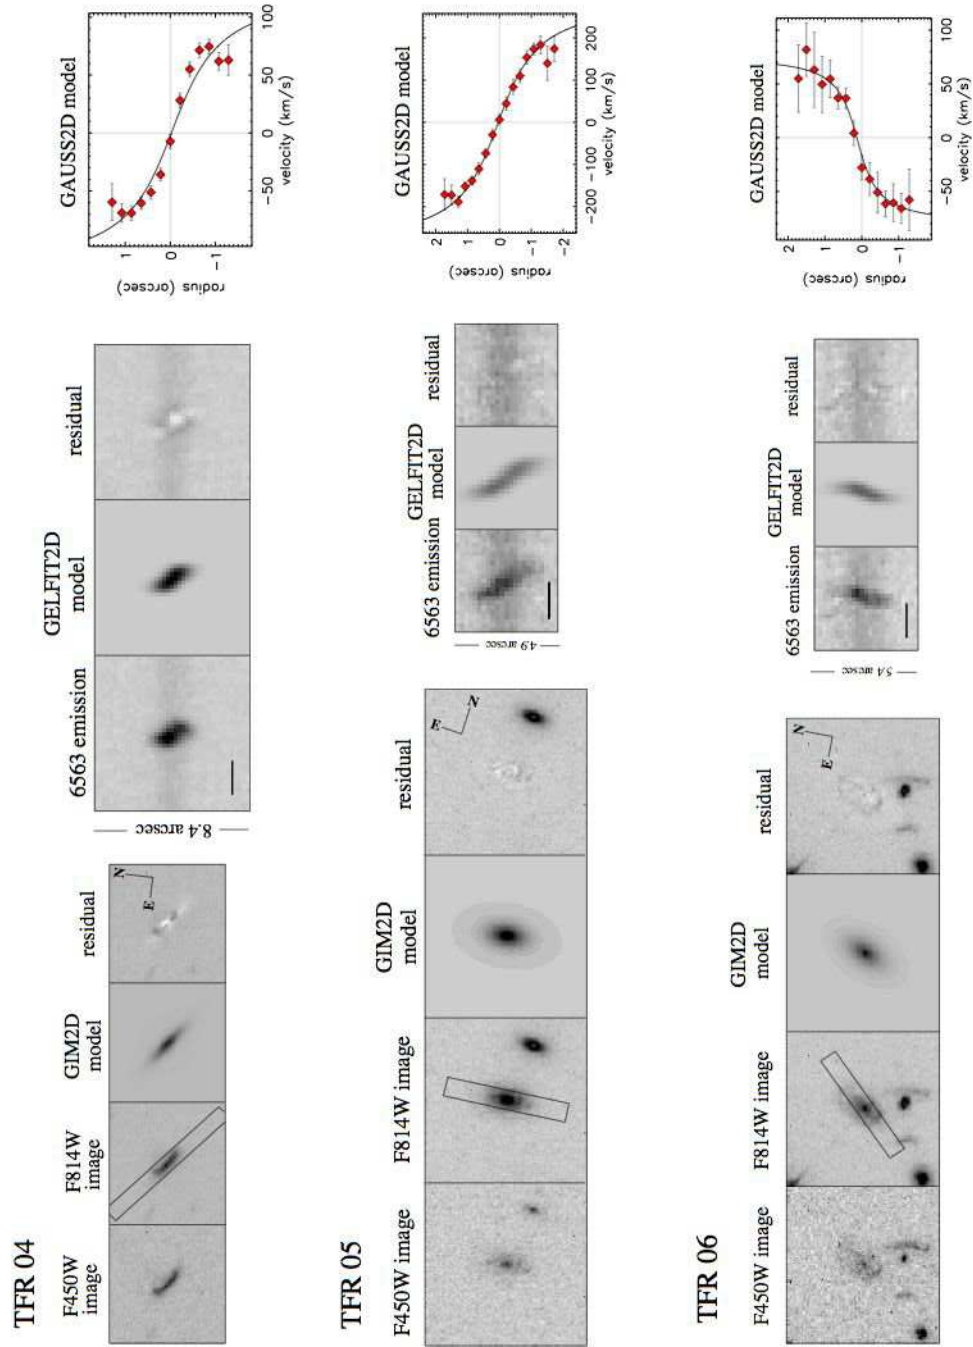 TFR 04
F450W image
F814W image
GIM2D model
residual
N
E
8.4 arcsec
6563 emission
GELFIT2D model
residual
GAUSS2D model
radius (arcsec)
1
0
-1
-50
0
50
100
velocity (km/s)
TFR 05
F450W image
F814W image
GIM2D model
residual
E
N
4.9 arcsec
6563 emission
GELFIT2D model
residual
GAUSS2D model
radius (arcsec)
2
1
0
-1
-2
-200
-100
0
100
200
velocity (km/s)
TFR 06
F450W image
F814W image
GIM2D model
residual
N
E
5.4 arcsec
6563 emission
GELFIT2D model
residual
GAUSS2D model
radius (arcsec)
2
1
0
-1
-50
0
50
100
velocity (km/s)